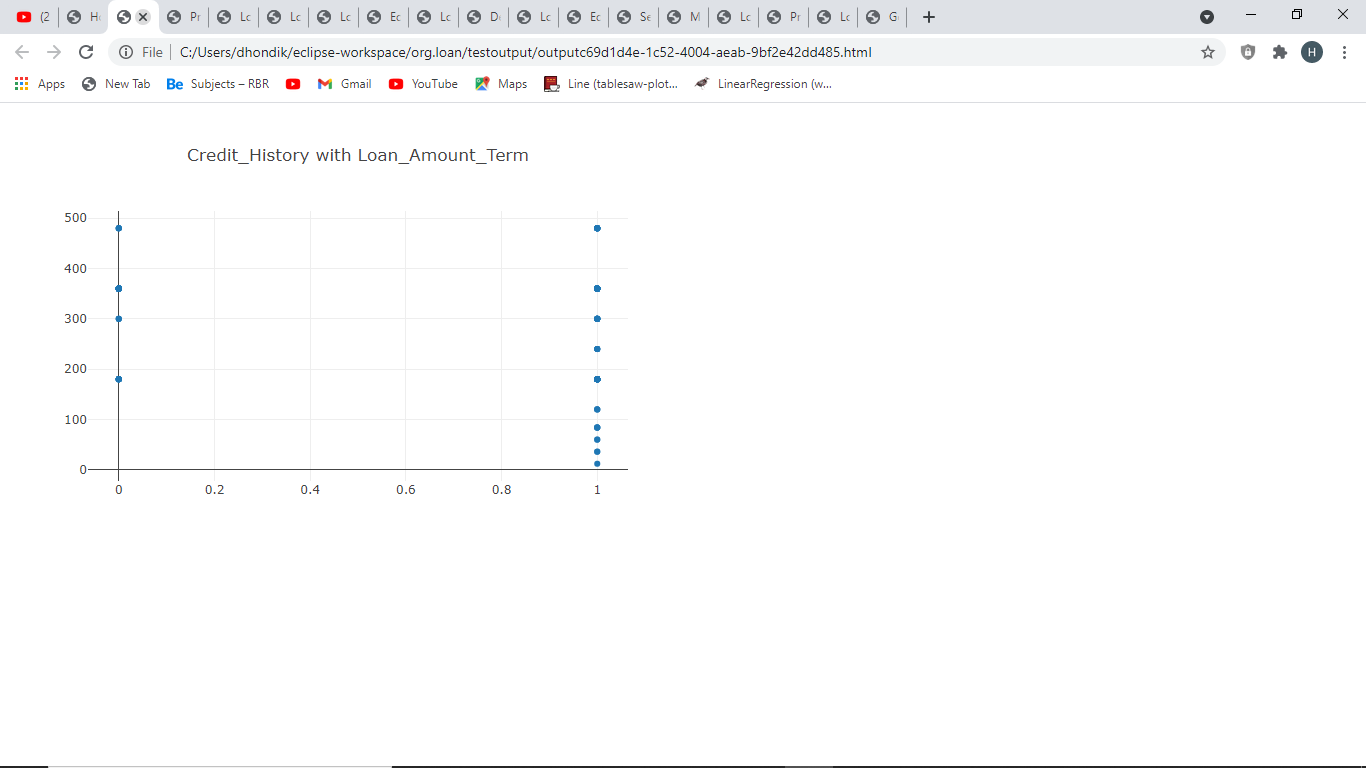 (2 Ho Pr Lo Lo Lo Ec Lo Lo Ec Se M Lo Pr Lo
File C:/Users/dhondik/eclipse-workspace/org.loan/testoutput/outputc69d1d4e-1c52-4004-aeab-9bf2e42dd485.html H
Apps New Tab Be Subjects – RBR Gmail YouTube Maps Line (tablesaw-plot... LinearRegression (w...
Credit_History with Loan_Amount_Term
500
400
300
200
100
0
0 0.2 0.4 0.6 0.8 1